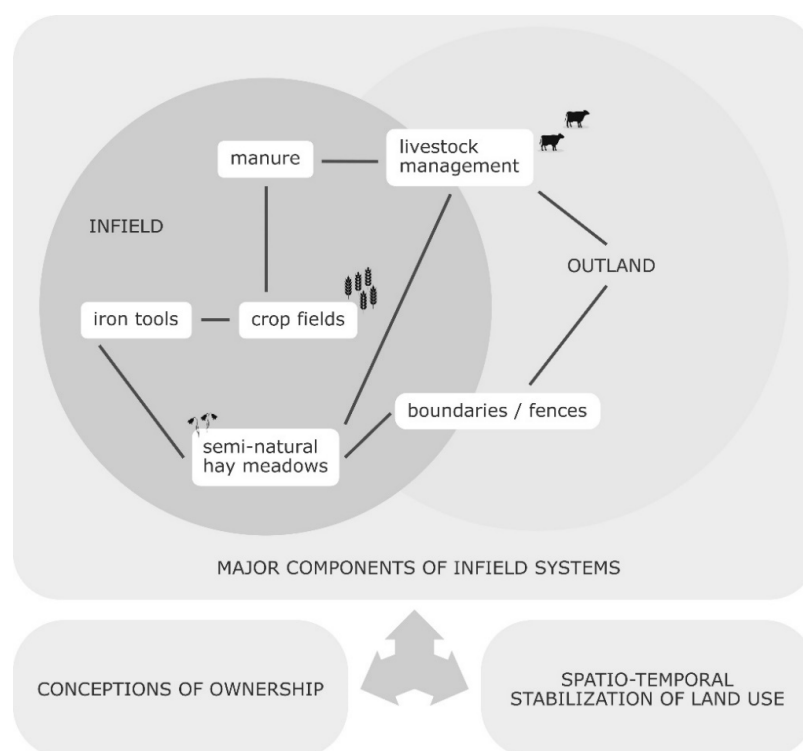 manure
livestock
management
INFIELD
OUTLAND
iron tools
crop fields
boundaries / fences
semi-natural
hay meadows
MAJOR COMPONENTS OF INFIELD SYSTEMS
CONCEPTIONS OF OWNERSHIP
SPATIO-TEMPORAL
STABILIZATION OF LAND USE